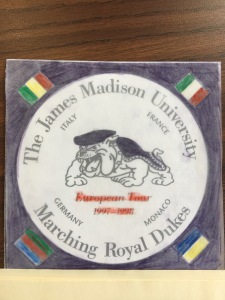 The James Madison University
ITALY
FRANCE
European Tour
1997-1998
GERMANY
MONACO
Marching Royal Dukes